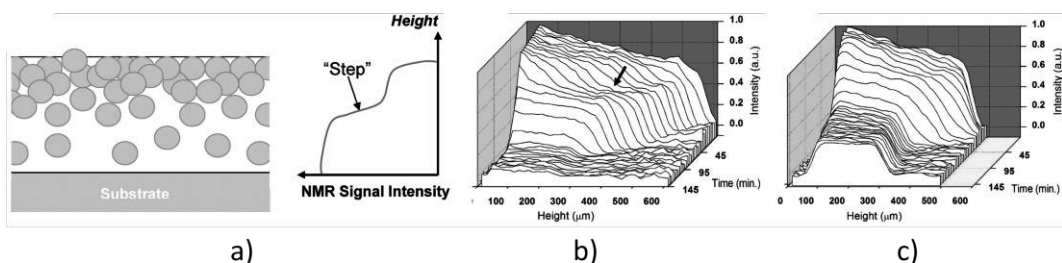 Height
“Step”
Substrate
NMR Signal Intensity
a)
1.0
0.8
0.6
0.4
0.2
0.0
Intensity (a.u.)
45
95
145
Time (min.)
0 100 200 300 400 500 600
Height (μm)
b)
1.0
0.8
0.6
0.4
0.2
0.0
Intensity (a.u.)
45
95
145
Time (min.)
0 100 200 300 400 500 600
Height (μm)
c)